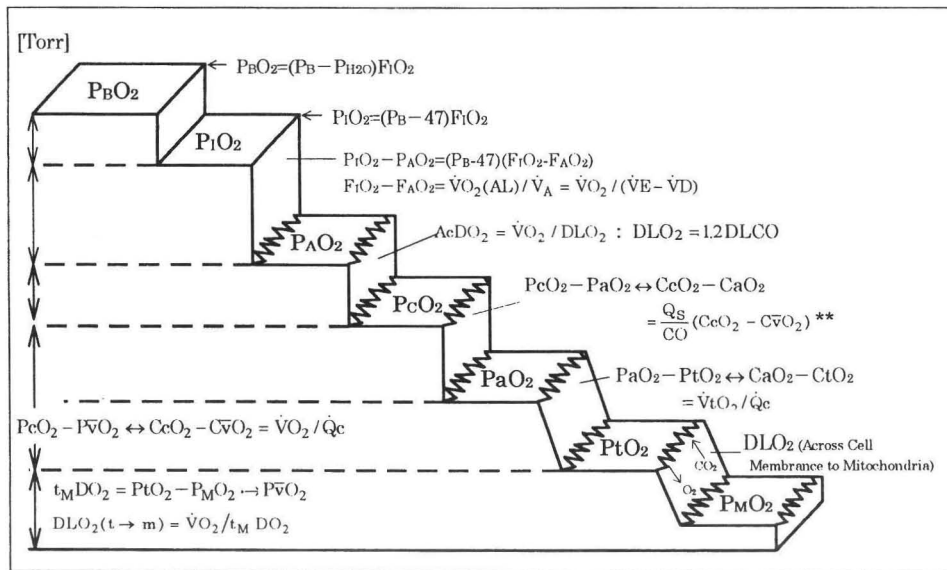 [Torr]
PBO2=(PB−PH2O)FIO2
PBO2
PIO2=(PB−47)FIO2
PIO2
PIO2−PAO2=(PB-47)(FIO2-FAO2)
FIO2−FAO2=V̇O2(AL)/V̇A = V̇O2/(V̇E−V̇D)
PAO2
AcDO2 = V̇O2/DLO2 : DLO2=1.2DLCO
PcO2−PaO2↔CcO2−CaO2
PCO2
=QS/CO (CcO2−Cv̅O2) **
PaO2
PaO2−PtO2↔CaO2−CtO2
=V̇tO2/Q̇c
PcO2−Pv̅O2↔CcO2−Cv̅O2=V̇O2/Q̇c
PtO2
DLO2 (Across Cell
CO2
Membrance to Mitochondria)
O2
tMDO2=PtO2−PMO2→Pv̅O2
PMO2
DLO2(t→m) = V̇O2/tM DO2